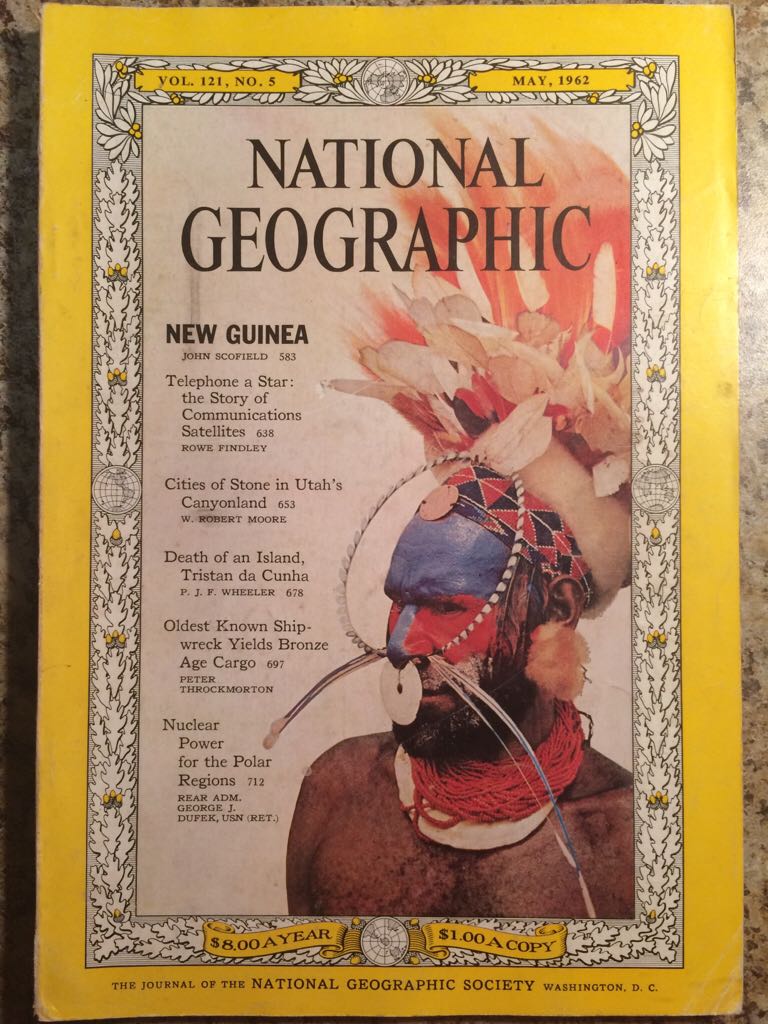 VOL. 121, NO. 5
MAY, 1962
NATIONAL
GEOGRAPHIC
NEW GUINEA
JOHN SCOFIELD 583
Telephone a Star:
the Story of
Communications
Satellites 638
ROWE FINDLEY
Cities of Stone in Utah's
Canyonland 653
W. ROBERT MOORE
Death of an Island,
Tristan da Cunha
P. J. F. WHEELER 678
Oldest Known Ship-
wreck Yields Bronze
Age Cargo 697
PETER
THROCKMORTON
Nuclear
Power
for the Polar
Regions 712
REAR ADM.
GEORGE J.
DUFEK, USN (RET.)
$8.00 A YEAR
$1.00 A COPY
THE JOURNAL OF THE NATIONAL GEOGRAPHIC SOCIETY WASHINGTON, D. C.